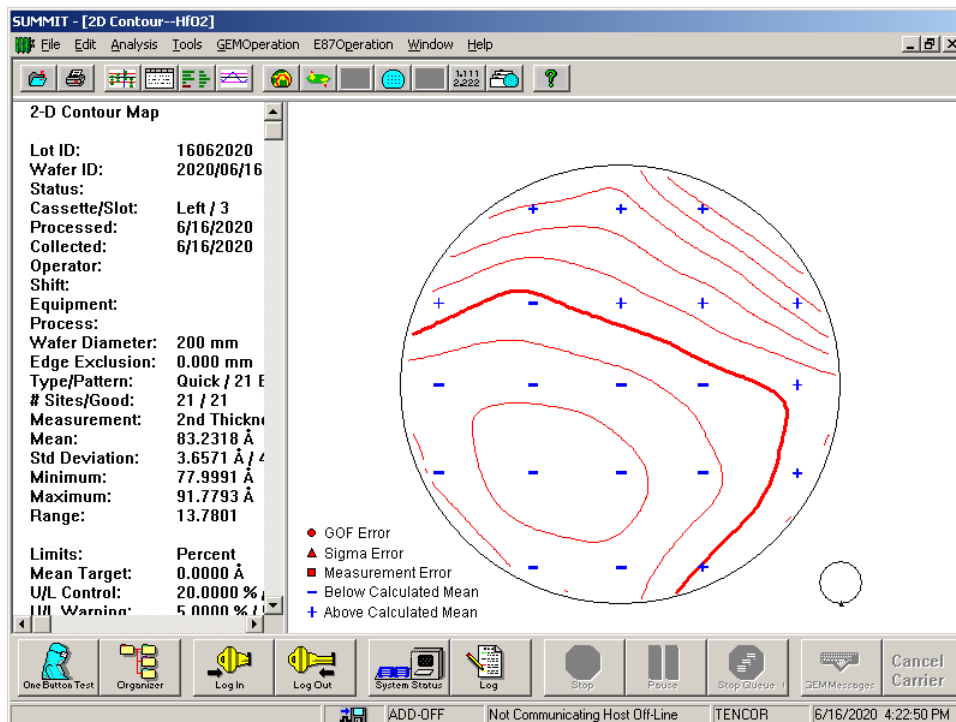 SUMMIT - [2D Contour--HfO2]
File Edit Analysis Tools GEMOperation E87Operation Window Help
1.111
2.222
2-D Contour Map
Lot ID: 16062020
Wafer ID: 2020/06/16
Status:
Cassette/Slot: Left / 3
Processed: 6/16/2020
Collected: 6/16/2020
Operator:
Shift:
Equipment:
Process:
Wafer Diameter: 200 mm
Edge Exclusion: 0.000 mm
Type/Pattern: Quick / 21 E
# Sites/Good: 21 / 21
Measurement: 2nd Thickn
Mean: 83.2318 Å
Std Deviation: 3.6571 Å / 4
Minimum: 77.9991 Å
Maximum: 91.7793 Å
Range: 13.7801
Limits: Percent
Mean Target: 0.0000 Å
U/L Control: 20.0000 % /
U/L Warning: 5.0000 % /
GOF Error
Sigma Error
Measurement Error
Below Calculated Mean
Above Calculated Mean
One Button Test Organizer Log In Log Out System Status Log Stop Pause Stop Queue GEMMessages Cancel Carrier
ADD-OFF Not Communicating Host Off-Line TENCOR 6/16/2020 4:22:50 PM